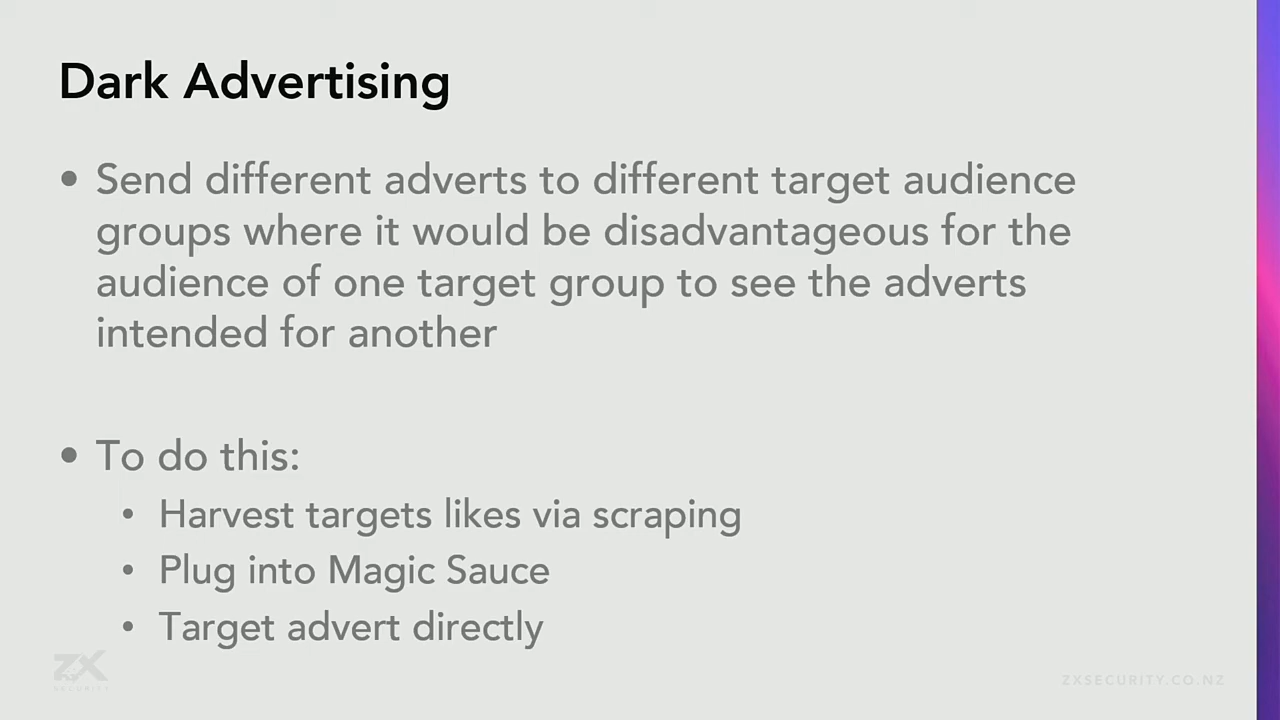 Dark Advertising
• Send different adverts to different target audience
groups where it would be disadvantageous for the
audience of one target group to see the adverts
intended for another
• To do this:
• Harvest targets likes via scraping
• Plug into Magic Sauce
• Target advert directly
ZX
SECURITY
ZXSECURITY.CO.NZ